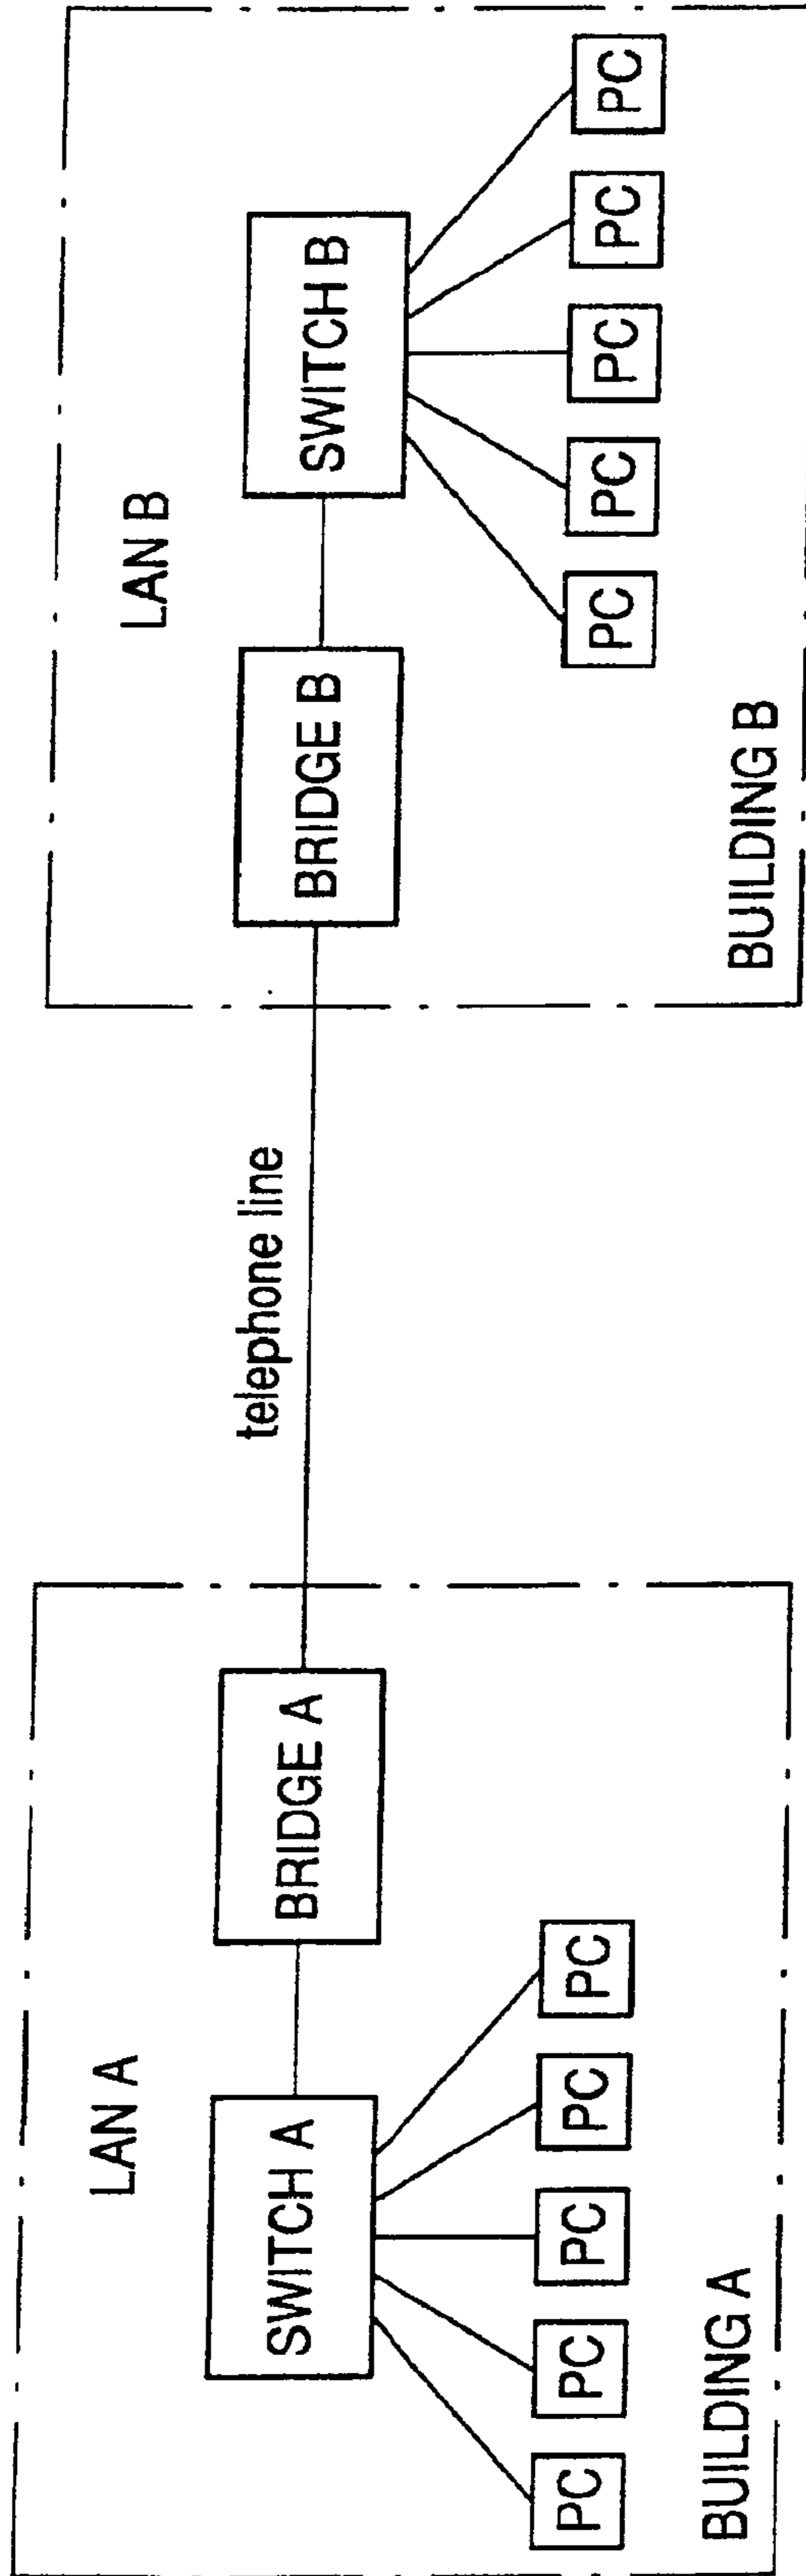 LAN A
SWITCH A
BRIDGE A
PC
PC
PC
PC
PC
BUILDING A
telephone line
LAN B
BRIDGE B
SWITCH B
PC
PC
PC
PC
PC
BUILDING B